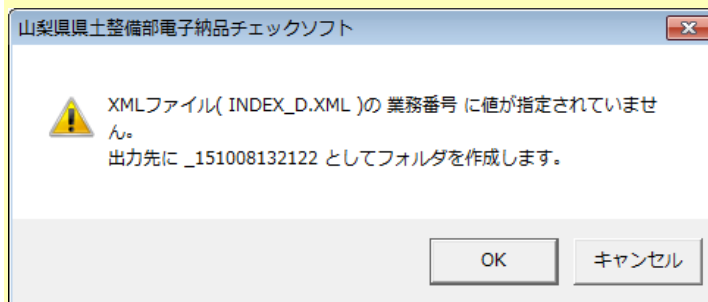 山梨県県土整備部電子納品チェックソフト
XMLファイル( INDEX_D.XML )の 業務番号 に値が指定されていませ
ん。
出力先に _151008132122 としてフォルダを作成します。
OK
キャンセル